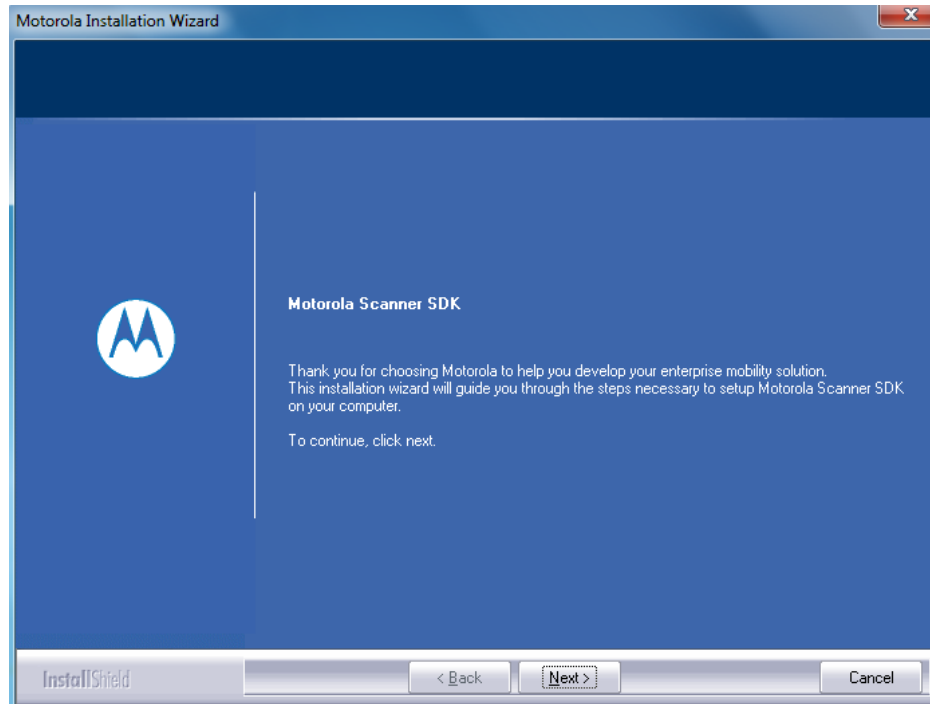 Motorola Installation Wizard
Motorola Scanner SDK
Thank you for choosing Motorola to help you develop your enterprise mobility solution.
This installation wizard will guide you through the steps necessary to setup Motorola Scanner SDK
on your computer.
To continue, click next.
InstallShield
< Back
Next >
Cancel